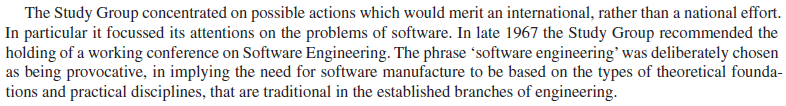 The Study Group concentrated on possible actions which would merit an international, rather than a national effort.
In particular it focussed its attentions on the problems of software. In late 1967 the Study Group recommended the
holding of a working conference on Software Engineering. The phrase ‘software engineering’ was deliberately chosen
as being provocative, in implying the need for software manufacture to be based on the types of theoretical founda-
tions and practical disciplines, that are traditional in the established branches of engineering.